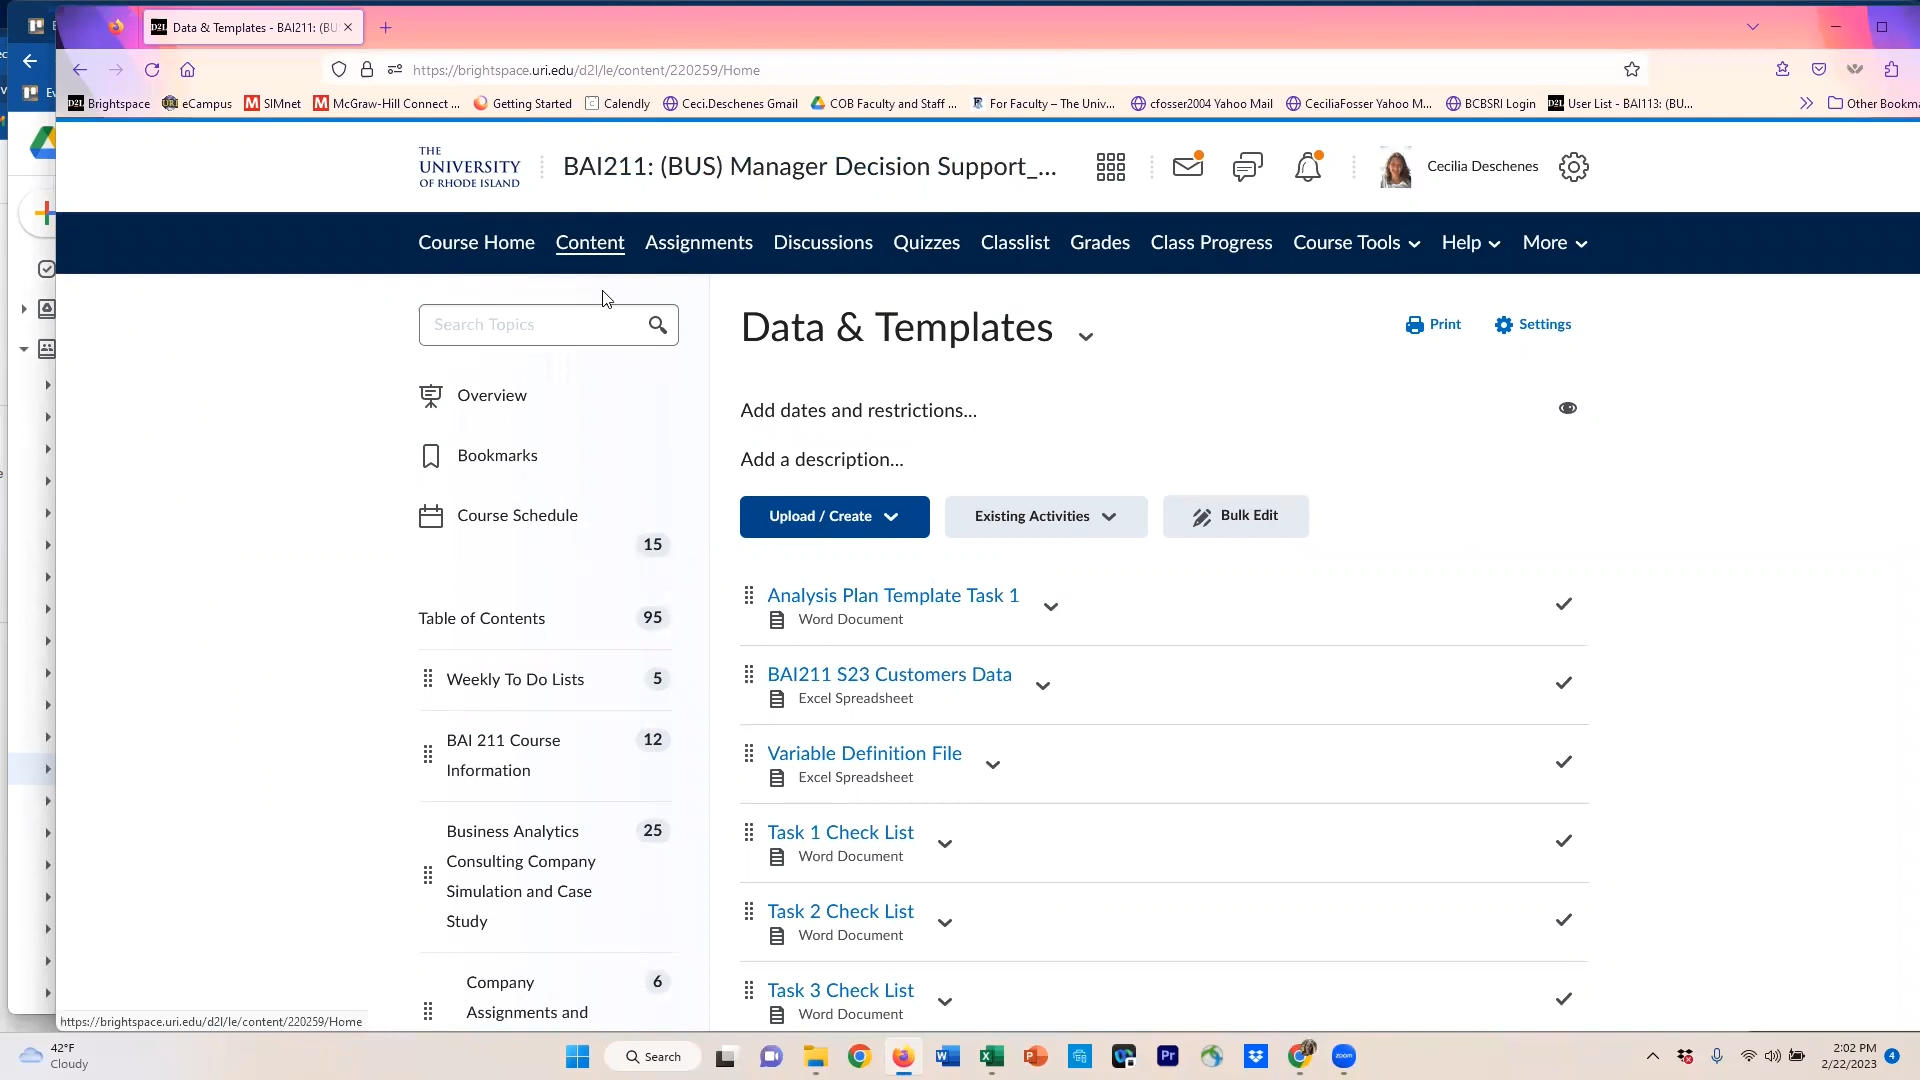 Data & Templates - BAI211: (BU
https://brightspace.uri.edu/d2l/le/content/220259/Home
Brightspace
eCampus
SIMnet
McGraw-Hill Connect ...
Getting Started
Calendly
Ceci.Deschenes Gmail
COB Faculty and Staff ...
For Faculty – The Univ...
cfosser2004 Yahoo Mail
CeciliaFosser Yahoo M...
BCBSRI Login
User List - BAI113: (BU...
Other Bookma
THE
UNIVERSITY
OF RHODE ISLAND
BAI211: (BUS) Manager Decision Support_...
Cecilia Deschenes
Course Home
Content
Assignments
Discussions
Quizzes
Classlist
Grades
Class Progress
Course Tools
Help
More
Search Topics
Overview
Bookmarks
Course Schedule
15
Table of Contents 95
Weekly To Do Lists 5
BAI 211 Course 12
Information
Business Analytics 25
Consulting Company
Simulation and Case
Study
Company 6
Assignments and
Data & Templates
Print
Settings
Add dates and restrictions...
Add a description...
Upload / Create
Existing Activities
Bulk Edit
Analysis Plan Template Task 1
Word Document
BAI211 S23 Customers Data
Excel Spreadsheet
Variable Definition File
Excel Spreadsheet
Task 1 Check List
Word Document
Task 2 Check List
Word Document
Task 3 Check List
Word Document
https://brightspace.uri.edu/d2l/le/content/220259/Home
42°F
Cloudy
Search
zoom
2:02 PM
2/22/2023
4